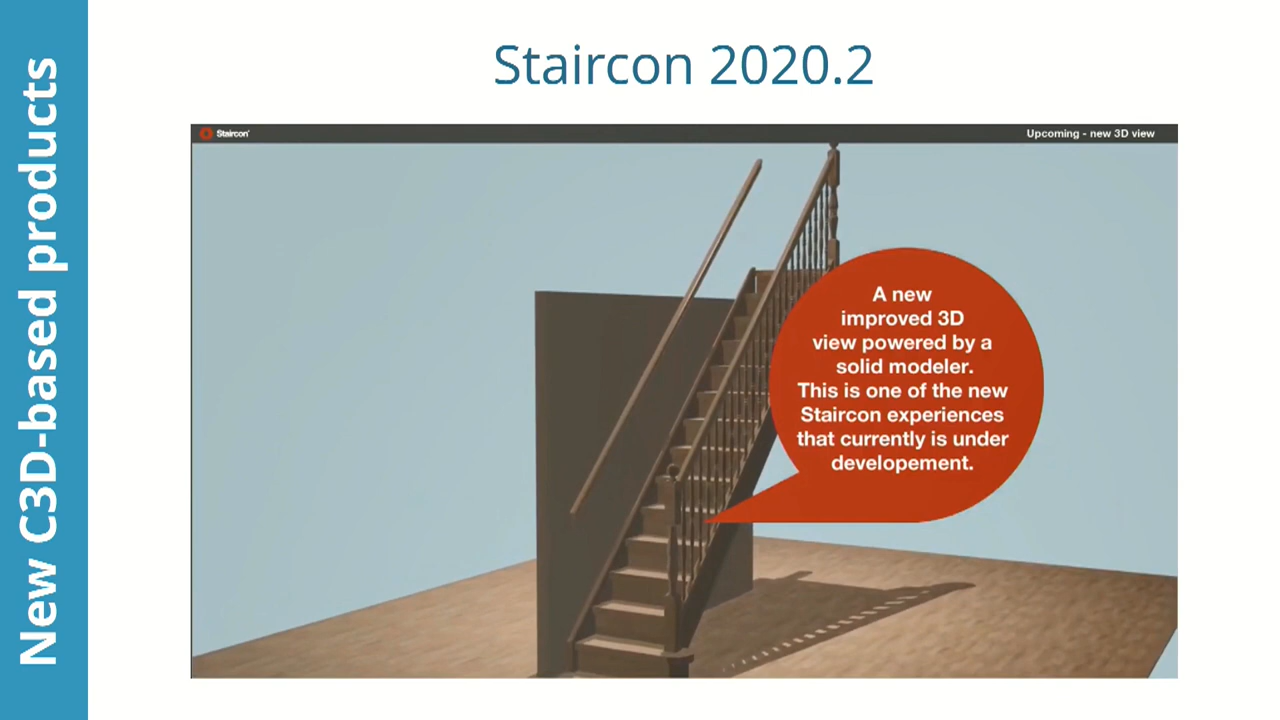 New C3D-based products
Staircon 2020.2
Staircon
Upcoming - new 3D view
A new
improved 3D
view powered by a
solid modeler.
This is one of the new
Staircon experiences
that currently is under
developement.